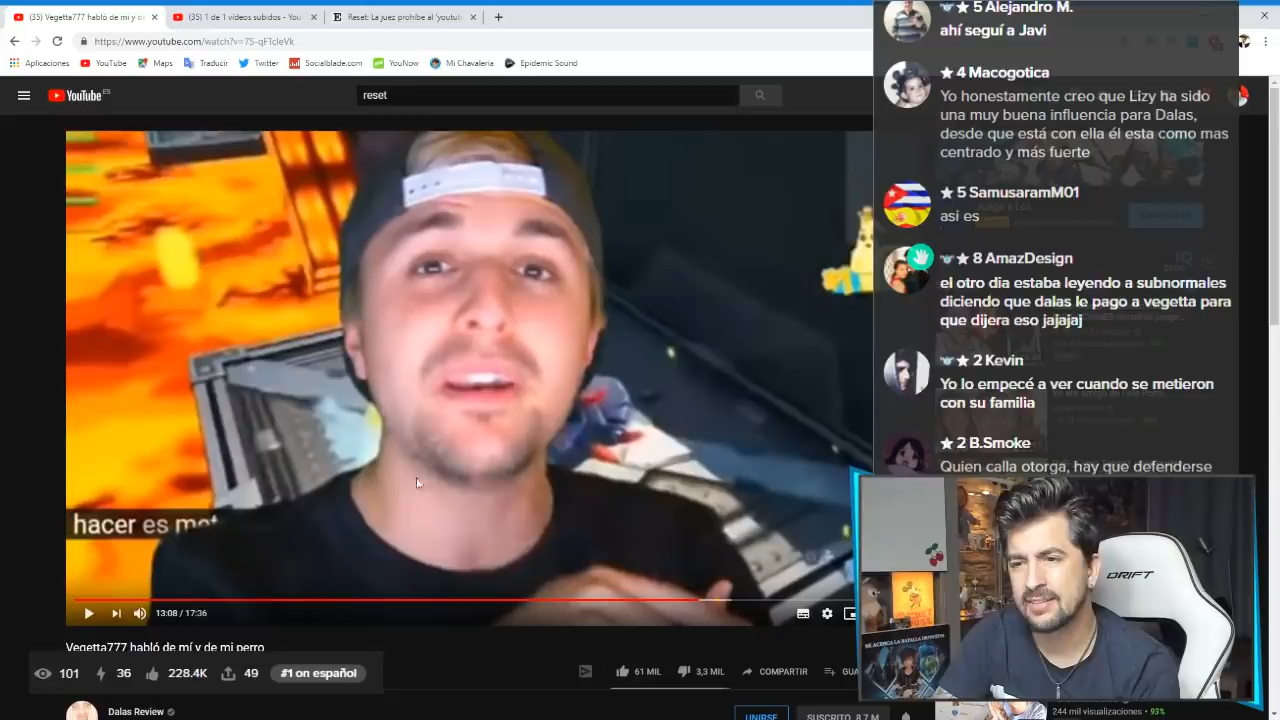 (35) Vegetta777 habló de mí y d
(35) 1 de 1 vídeos subidos - You
Reset: La juez prohíbe al 'youtub
https://www.youtube.com/watch?v=7S-qFTcIeVk
Aplicaciones
YouTube
Maps
Traducir
Twitter
Socialblade.com
YouNow
Mi Chavaleria
Epidemic Sound
YouTube ES
reset
5 Alejandro M.
ahí seguí a Javi
4 Macogotica
Yo honestamente creo que Lizy ha sido
una muy buena influencia para Dalas,
desde que está con ella él esta como mas
centrado y más fuerte
5 SamusaramM01
asi es
8 AmazDesign
el otro dia estaba leyendo a subnormales
diciendo que dalas le pago a vegetta para
que dijera eso jajajaj
2 Kevin
Yo lo empecé a ver cuando se metieron
con su familia
2 B.Smoke
Quien calla otorga, hay que defenderse
hacer es met
13:08 / 17:36
DRIFT
Vegetta777 habló de mí y de mi perro
101
36
228.4K
49
#1 on español
61 MIL
3,3 MIL
COMPARTIR
GUA
Dalas Review
UNIRSE
SUSCRITO 8,7 M
244 mil visualizaciones • 93%